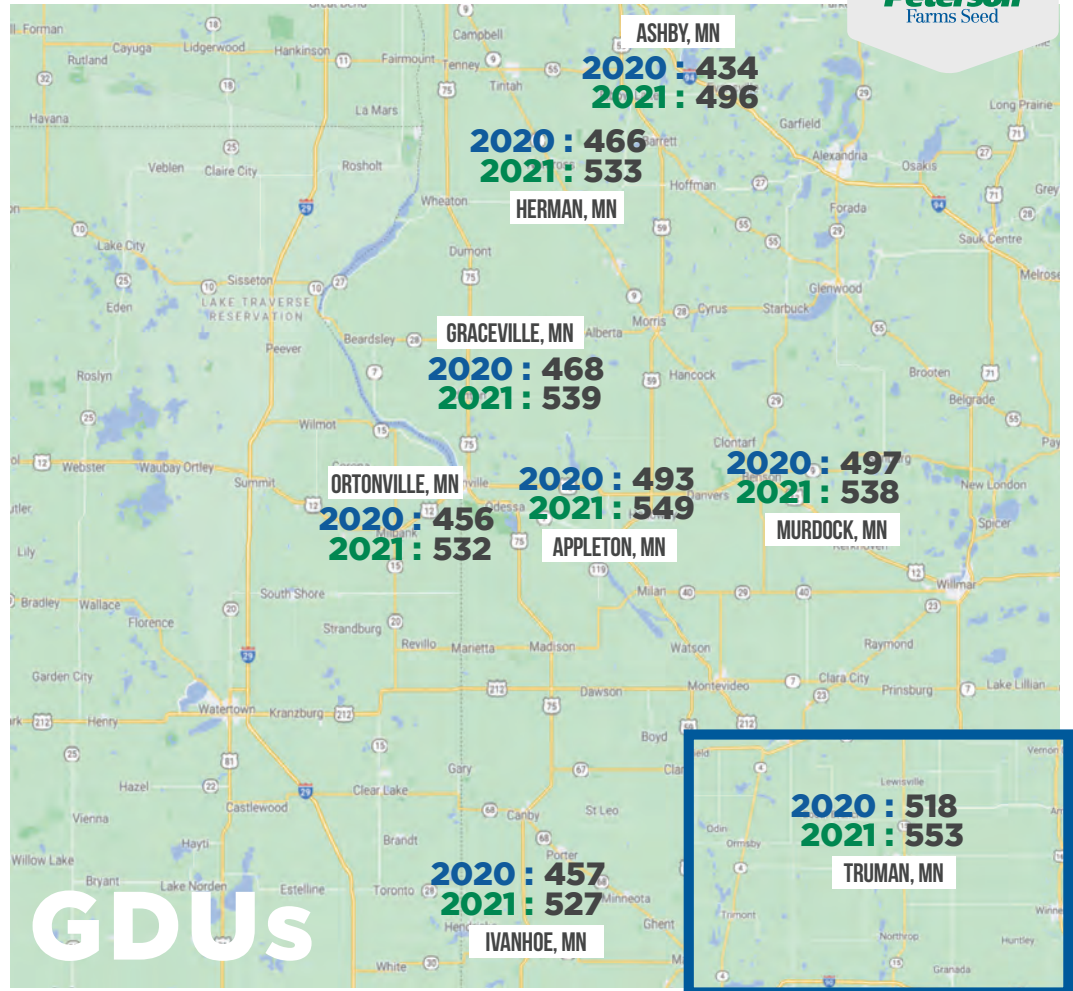 Peterson
Farms Seed
ASHBY, MN
2020 : 434
2021 : 496
2020 : 466
2021 : 533
HERMAN, MN
GRACEVILLE, MN
2020 : 468
2021 : 539
ORTONVILLE, MN
2020 : 456
2021 : 532
2020 : 493
2021 : 549
APPLETON, MN
2020 : 497
2021 : 538
MURDOCK, MN
2020 : 518
2021 : 553
TRUMAN, MN
2020 : 457
2021 : 527
IVANHOE, MN
GDUs
Forman
Rutland
Cayuga
Lidgerwood
Hankinson
Fairmount
Campbell
Tenney
Tintah
Havana
La Mars
Veblen
Claire City
Rosholt
Wheaton
Dumont
Hoffman
Garfield
Alexandria
Osakis
Long Prairie
Forada
Grey
Sauk Centre
Melrose
Glenwood
Lake City
Sisseton
Eden
LAKE TRAVERSE
RESERVATION
Peever
Beardsley
Alberta
Morris
Cyrus
Starbuck
Hancock
Brooten
Belgrade
Roslyn
Wilmot
Clontarf
Webster
Waubay
Ortley
Summit
Odessa
Danvers
New London
Spicer
Willmar
Lily
Bradley
Wallace
Florence
South Shore
Strandburg
Revillo
Marietta
Madison
Milan
Watson
Raymond
Garden City
Henry
Watertown
Kranzburg
Dawson
Montevideo
Clara City
Prinsburg
Lake Lillian
Boyd
Hazel
Castlewood
Clear Lake
Gary
Canby
St Leo
Vienna
Hayti
Brandt
Porter
Minneota
Willow Lake
Bryant
Lake Norden
Estelline
Toronto
Ghent
White
Lewisville
Odin
Ormsby
Trimont
Northrop
Huntley
Granada